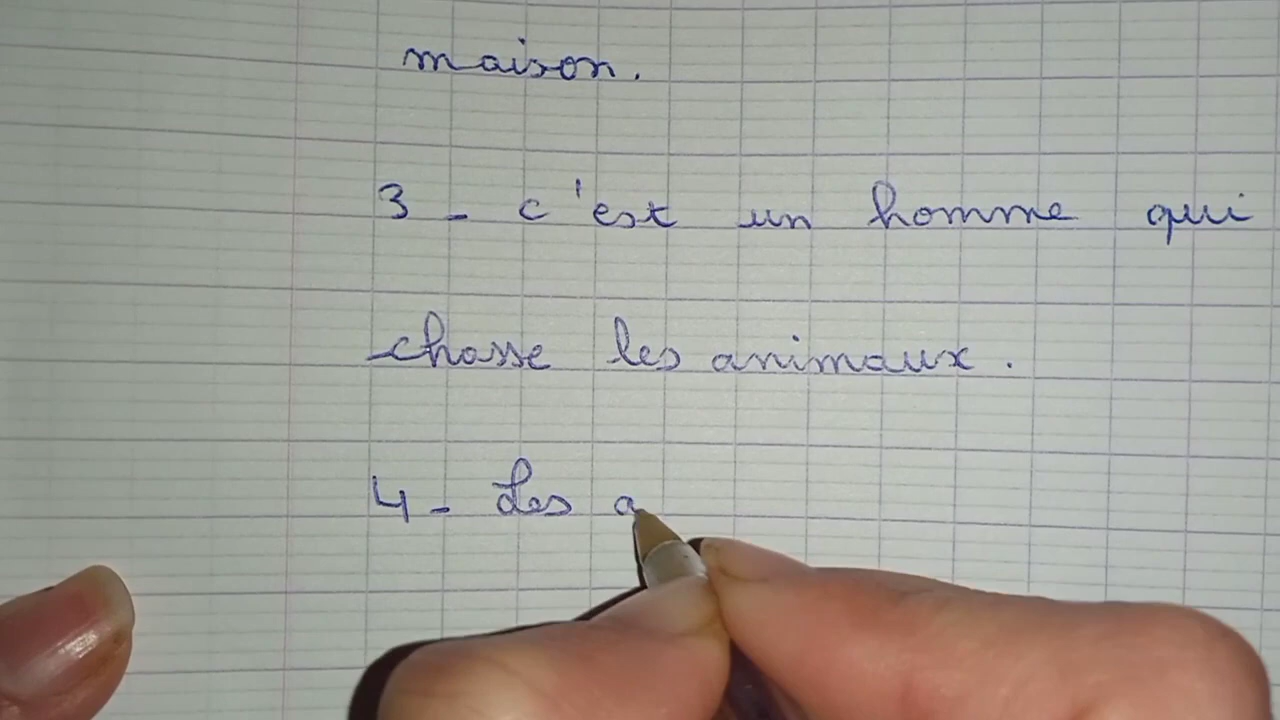 maison.
3 - c'est un homme qui
chasse les animaux.
4 - Les a